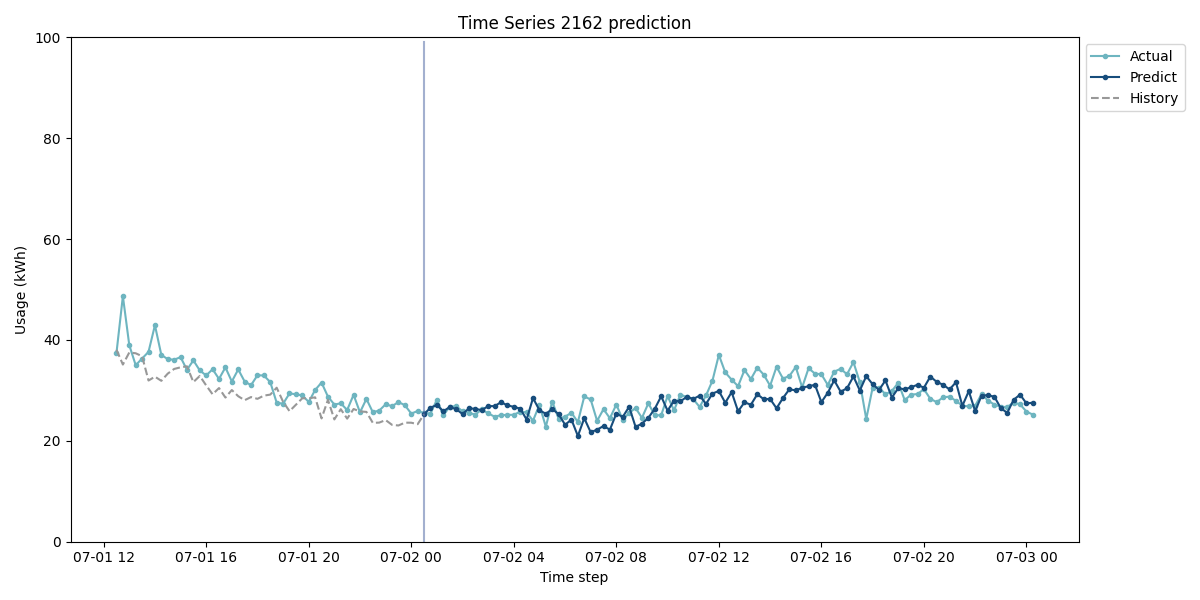 Time Series 2162 prediction
100
80
60
40
20
0
Usage (kWh)
07-01 12
07-01 16
07-01 20
07-02 00
07-02 04
07-02 08
07-02 12
07-02 16
07-02 20
07-03 00
Time step
Actual
Predict
History